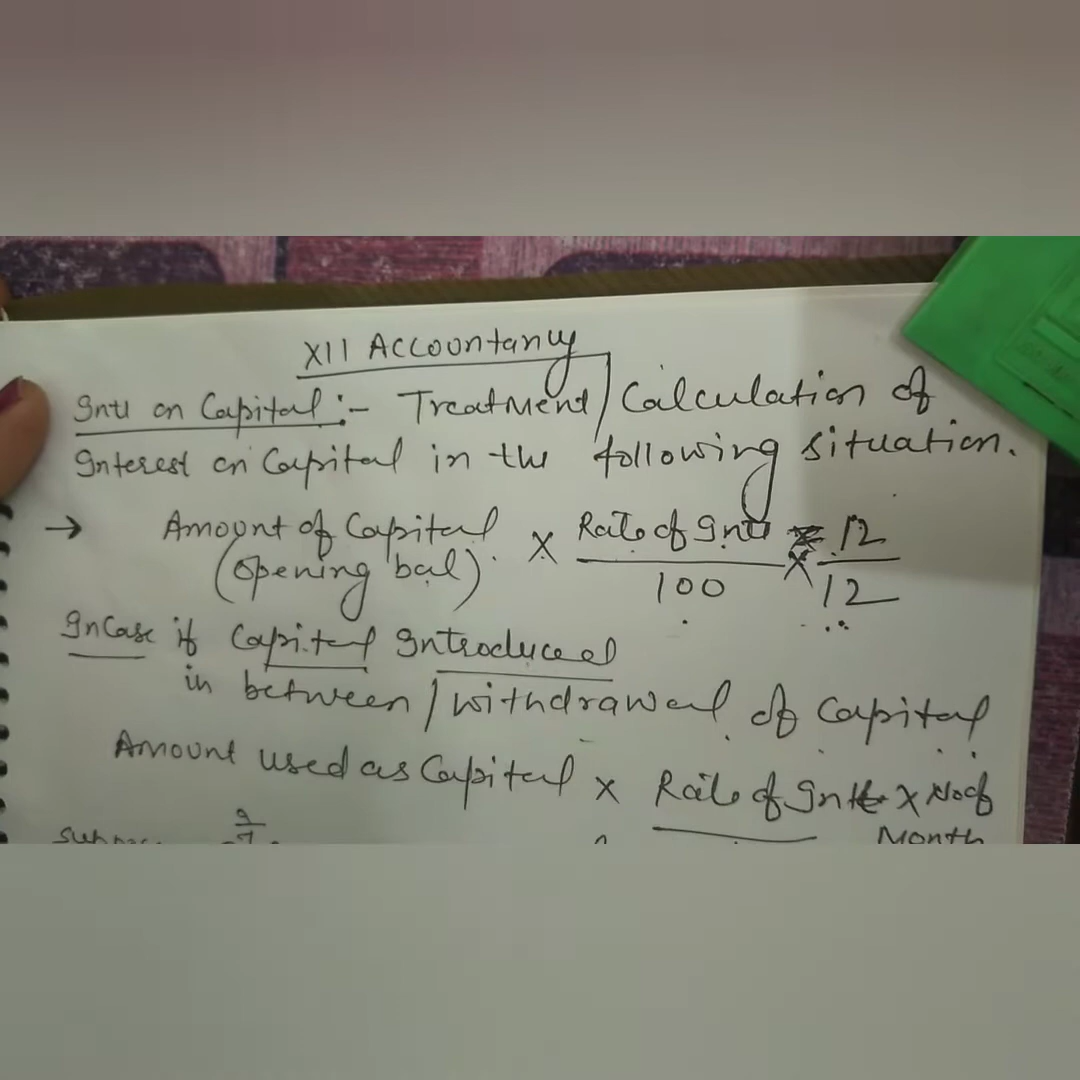 XII Accountancy
Intt on Capital :- Treatment / Calculation of
Interest on Capital in the following situation.
→ Amount of Capital × Rate of Intt × 12
(opening bal) 100 12
Incase if Capital Introduced
in between / withdrawal of Capital
Amount used as Capital × Rate of Intt × No of
Month